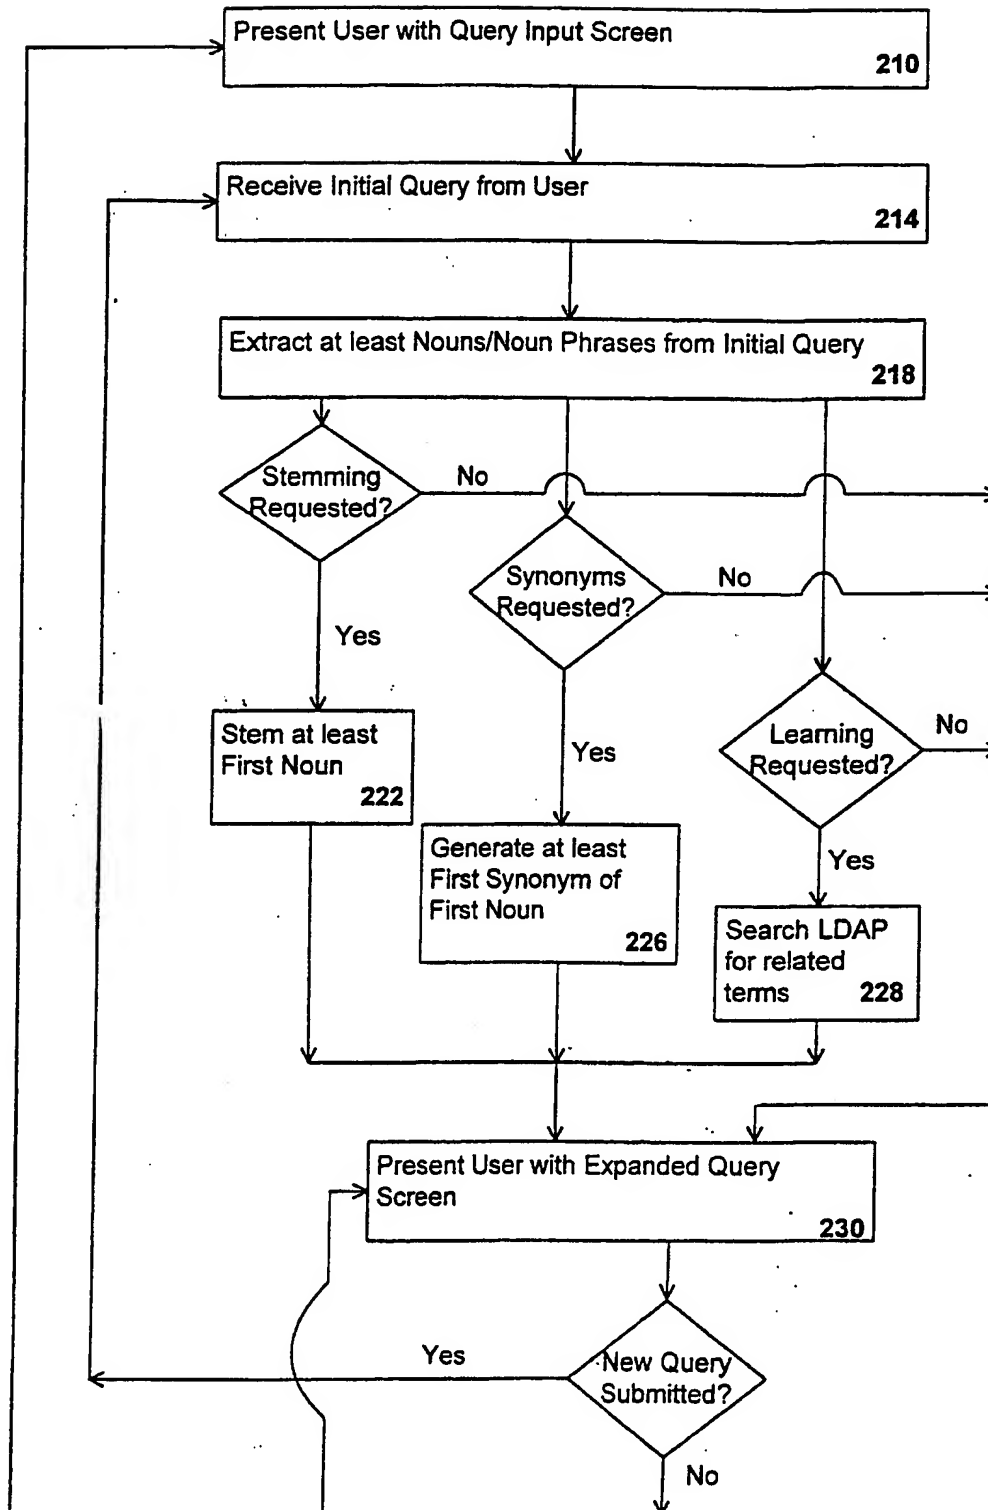 Present User with Query Input Screen
210
Receive Initial Query from User
214
Extract at least Nouns/Noun Phrases from Initial Query
218
Stemming
Requested?
No
Synonyms
Requested?
No
Yes
Learning
Requested?
No
Stem at least
First Noun
222
Yes
Generate at least
First Synonym of
First Noun
226
Yes
Search LDAP
for related
terms 228
Present User with Expanded Query
Screen
230
New Query
Submitted?
Yes
No